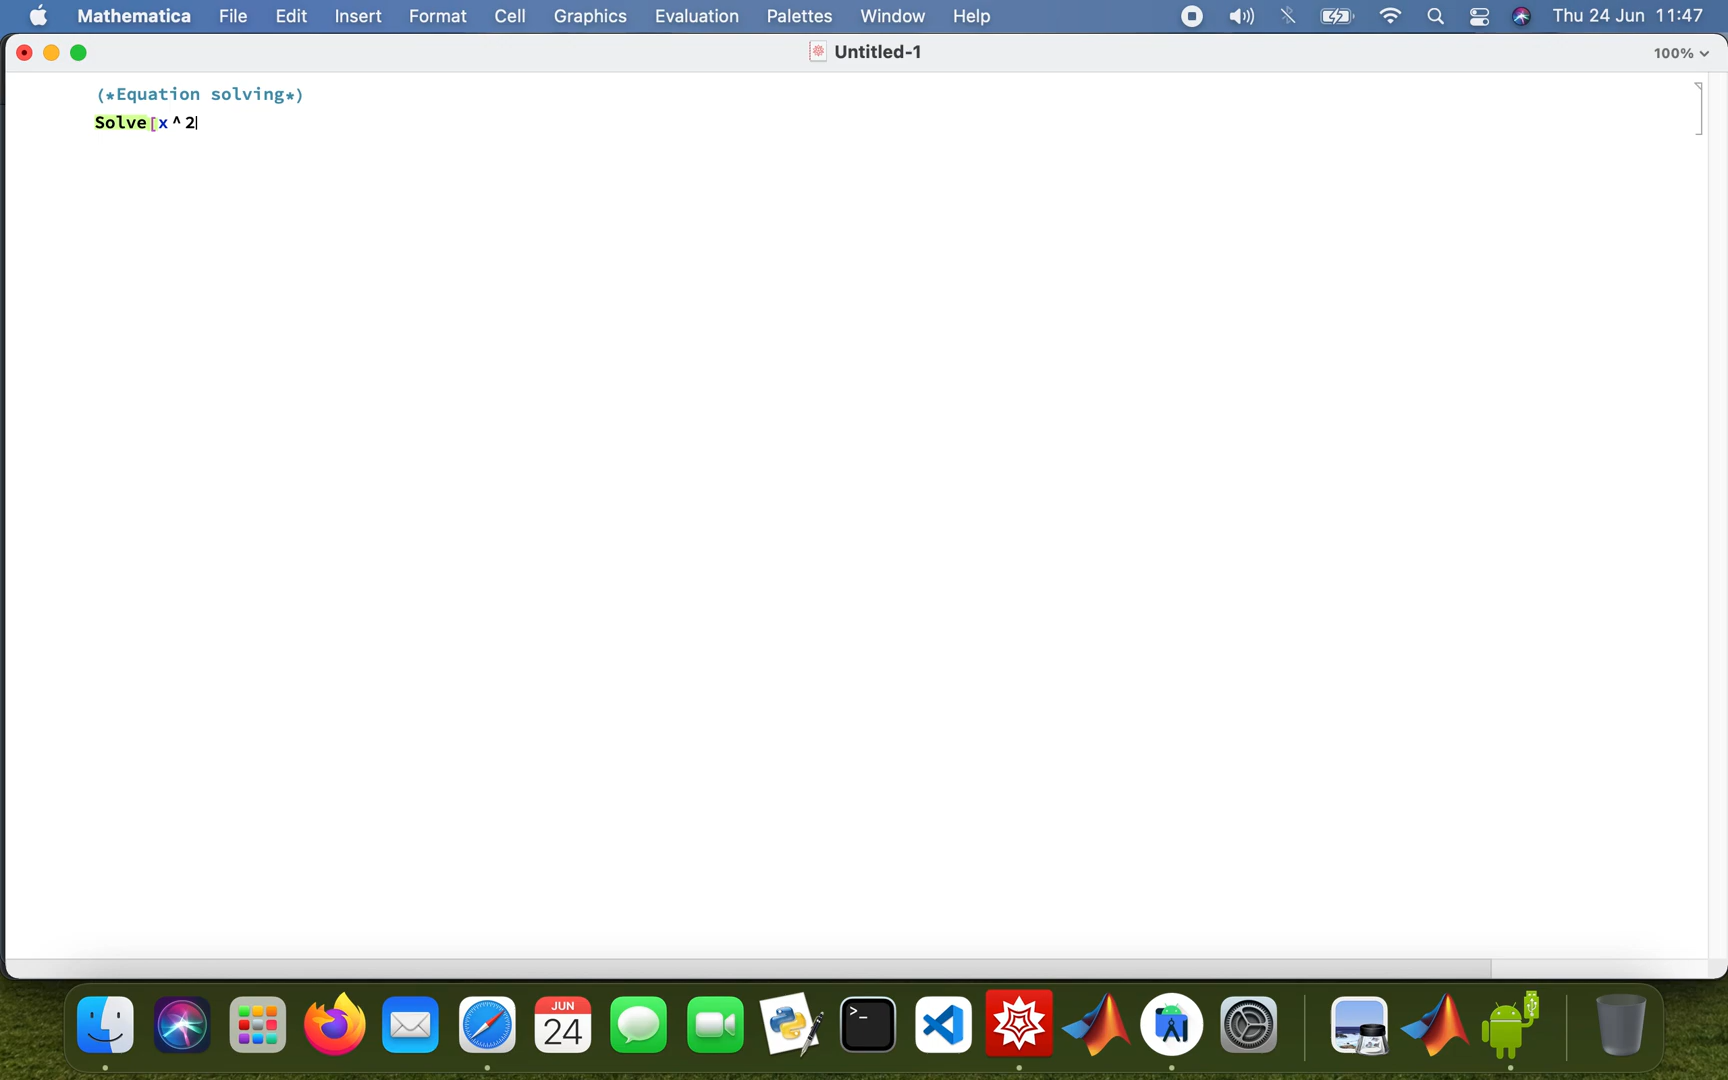 Mathematica File Edit Insert Format Cell Graphics Evaluation Palettes Window Help Thu 24 Jun 11:47
Untitled-1 100%
(*Equation solving*)
Solve[x^2
JUN
24
>_